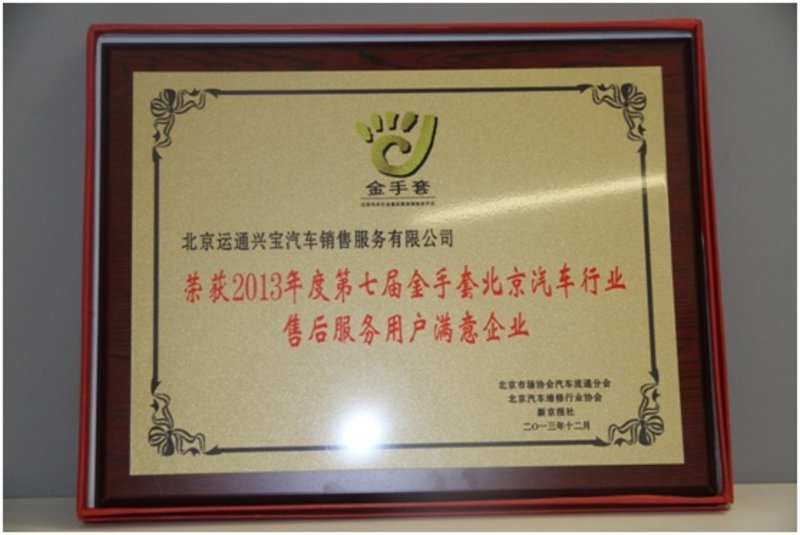 金手套
北京运通兴宝汽车销售服务有限公司
荣获2013年度第七届金手套北京汽车行业
售后服务用户满意企业
北京市场协会汽车流通分会
北京汽车维修行业协会
新京报社
二〇一三年十二月